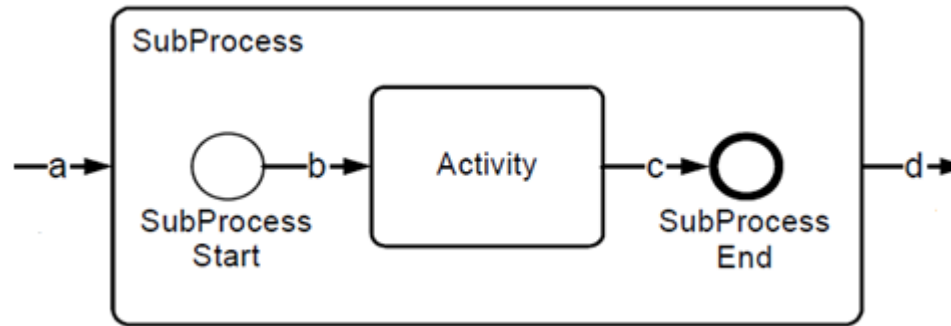 SubProcess
a
b
Activity
c
d
SubProcess
Start
SubProcess
End